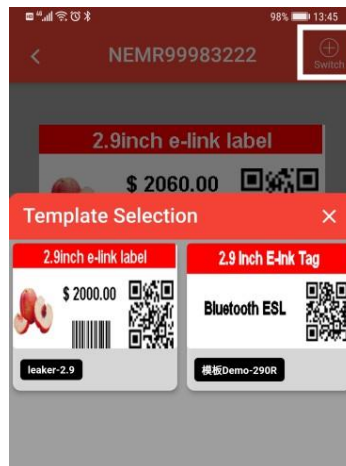 98% 13:45
NEMR99983222
Switch
2.9inch e-link label
$ 2060.00
Template Selection
2.9inch e-link label
$ 2000.00
leaker-2.9
2.9 Inch E-Ink Tag
Bluetooth ESL
模板Demo-290R